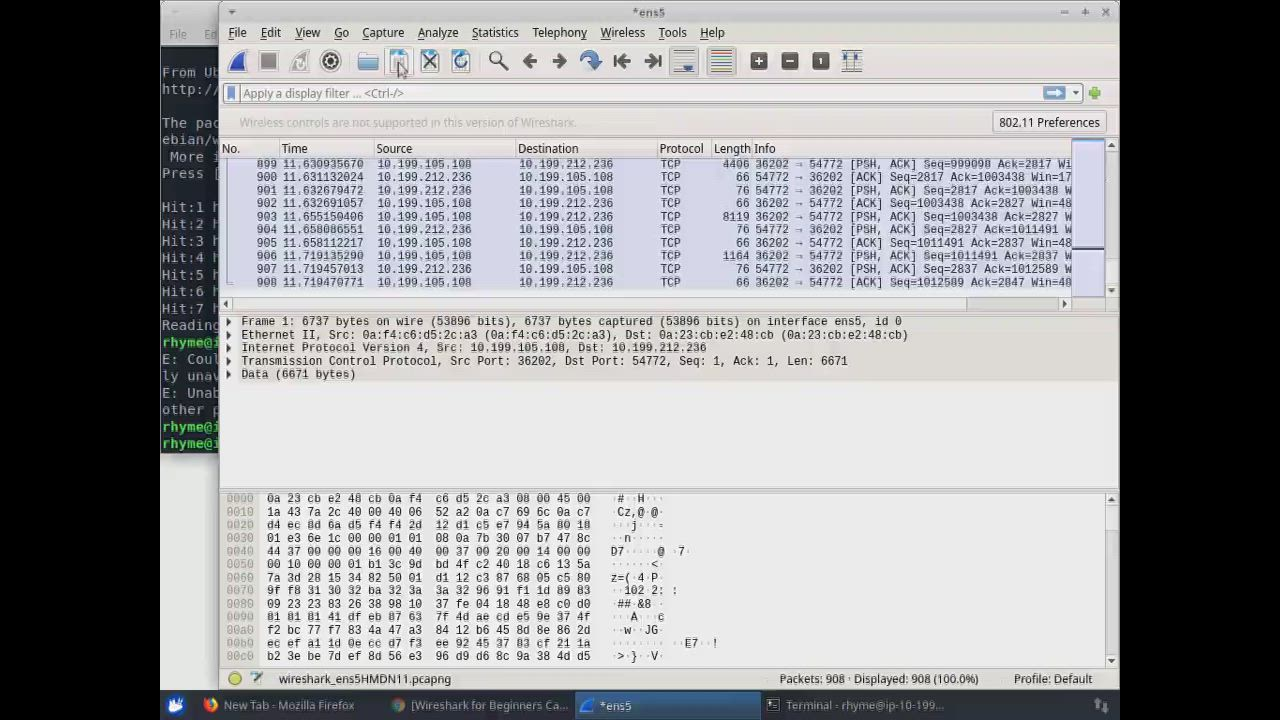 *ens5
File Ed
File Edit View Go Capture Analyze Statistics Telephony Wireless Tools Help
From Ub
http://
Apply a display filter ... <Ctrl-/>
The pac
Wireless controls are not supported in this version of Wireshark.
802.11 Preferences
ebian/w
More i
Press [
Hit:1 h
Hit:2 h
Hit:3 h
Hit:4 h
Hit:5 h
Hit:6 h
Hit:7 h
Reading
rhyme@i
E: Coul
ly unav
E: Unab
other p
rhyme@i
rhyme@i
No. Time Source Destination Protocol Length Info
899 11.630935670 10.199.105.108 10.199.212.236 TCP 4406 36202 → 54772 [PSH, ACK] Seq=999098 Ack=2817 Wi
900 11.631132024 10.199.212.236 10.199.105.108 TCP 66 54772 → 36202 [ACK] Seq=2817 Ack=1003438 Win=17
901 11.632679472 10.199.212.236 10.199.105.108 TCP 76 54772 → 36202 [PSH, ACK] Seq=2817 Ack=1003438 W
902 11.632691057 10.199.105.108 10.199.212.236 TCP 66 36202 → 54772 [ACK] Seq=1003438 Ack=2827 Win=48
903 11.655150406 10.199.105.108 10.199.212.236 TCP 8119 36202 → 54772 [PSH, ACK] Seq=1003438 Ack=2827 W
904 11.658086551 10.199.212.236 10.199.105.108 TCP 76 54772 → 36202 [PSH, ACK] Seq=2827 Ack=1011491 W
905 11.658112217 10.199.105.108 10.199.212.236 TCP 66 36202 → 54772 [ACK] Seq=1011491 Ack=2837 Win=48
906 11.719135290 10.199.105.108 10.199.212.236 TCP 1164 36202 → 54772 [PSH, ACK] Seq=1011491 Ack=2837 W
907 11.719457013 10.199.212.236 10.199.105.108 TCP 76 54772 → 36202 [PSH, ACK] Seq=2837 Ack=1012589 W
908 11.719470771 10.199.105.108 10.199.212.236 TCP 66 36202 → 54772 [ACK] Seq=1012589 Ack=2847 Win=48
Frame 1: 6737 bytes on wire (53896 bits), 6737 bytes captured (53896 bits) on interface ens5, id 0
Ethernet II, Src: 0a:f4:c6:d5:2c:a3 (0a:f4:c6:d5:2c:a3), Dst: 0a:23:cb:e2:48:cb (0a:23:cb:e2:48:cb)
Internet Protocol Version 4, Src: 10.199.105.108, Dst: 10.199.212.236
Transmission Control Protocol, Src Port: 36202, Dst Port: 54772, Seq: 1, Ack: 1, Len: 6671
Data (6671 bytes)
0000 0a 23 cb e2 48 cb 0a f4 c6 d5 2c a3 08 00 45 00 ·#··H···
0010 1a 43 7a 2c 40 00 40 06 52 a2 0a c7 69 6c 0a c7 ·Cz,@·@·
0020 d4 ec 8d 6a d5 f4 f4 2d 12 d1 c5 e7 94 5a 80 18 ···j···-
0030 01 e3 6e 1c 00 00 01 01 08 0a 7b 30 07 b7 47 8c ··n·····
0040 44 37 00 00 00 16 00 40 00 37 00 20 00 14 00 00 D7·····@ ·7
0050 00 10 00 00 01 b1 3c 9d bd 4f c2 40 18 c6 13 5a ······<·
0060 7a 3d 28 15 34 82 50 01 d1 12 c3 87 68 05 c5 80 z=(·4·P·
0070 9f f8 31 30 32 ba 32 3a 3a 32 96 91 f1 1d 89 83 ··102·2: :
0080 09 23 23 83 26 38 98 10 37 fe 04 18 48 e8 c0 d0 ·##·&8··
0090 81 81 81 41 df eb 87 63 7f 4d ae cd e5 9e 37 4f ···A···c
00a0 f2 bc 77 f7 83 4a 47 a3 84 12 b6 45 8d 8e 86 2d ··w··JG·
00b0 ec ef a1 1d 0e cc d7 f3 ee 92 45 37 83 cf 21 1a ········ ··E7··!
00c0 b2 3e be 7d ef 8d 56 e3 96 d9 d6 8c 9a 38 4d d5 ·>·}··V·
wireshark_ens5HMDN11.pcapng Packets: 908 · Displayed: 908 (100.0%) Profile: Default
New Tab - Mozilla Firefox [Wireshark for Beginners Ca... *ens5 Terminal - rhyme@ip-10-199...